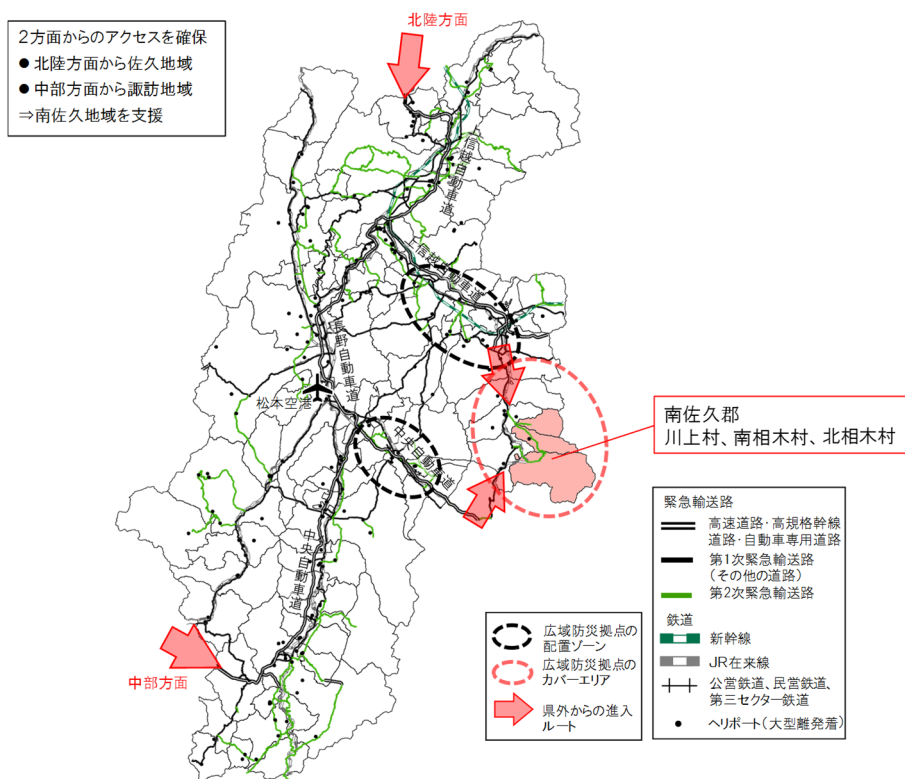 2方面からのアクセスを確保
● 北陸方面から佐久地域
● 中部方面から諏訪地域
⇒南佐久地域を支援
北陸方面
信越自動車道
上信越自動車道
長野自動車道
松本空港
中央自動車道
中央自動車道
中部方面
南佐久郡
川上村、南相木村、北相木村
広域防災拠点の
配置ゾーン
広域防災拠点の
カバーエリア
県外からの進入
ルート
緊急輸送路
高速道路・高規格幹線
道路・自動車専用道路
第1次緊急輸送路
(その他の道路)
第2次緊急輸送路
鉄道
新幹線
JR在来線
公営鉄道、民営鉄道、
第三セクター鉄道
ヘリポート(大型離発着)